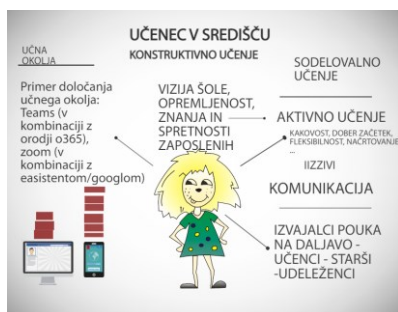 UČENEC V SREDIŠČU
KONSTRUKTIVNO UČENJE
UČNA
OKOLJA
Primer določanja
učnega okolja:
Teams (v
kombinaciji z
orodji o365),
zoom (v
kombinaciji z
easistentom/googlom)
VIZIJA ŠOLE,
OPREMLJENOST,
ZNANJA IN
SPRETNOSTI
ZAPOSLENIH
SODELOVALNO
UČENJE
AKTIVNO UČENJE
KAKOVOST, DOBER ZAČETEK,
FLEKSIBILNOST, NAČRTOVANJE
...
IIZZIVI
KOMUNIKACIJA
IZVAJALCI POUKA
NA DALJAVO -
UČENCI - STARŠI
-UDELEŽENCI